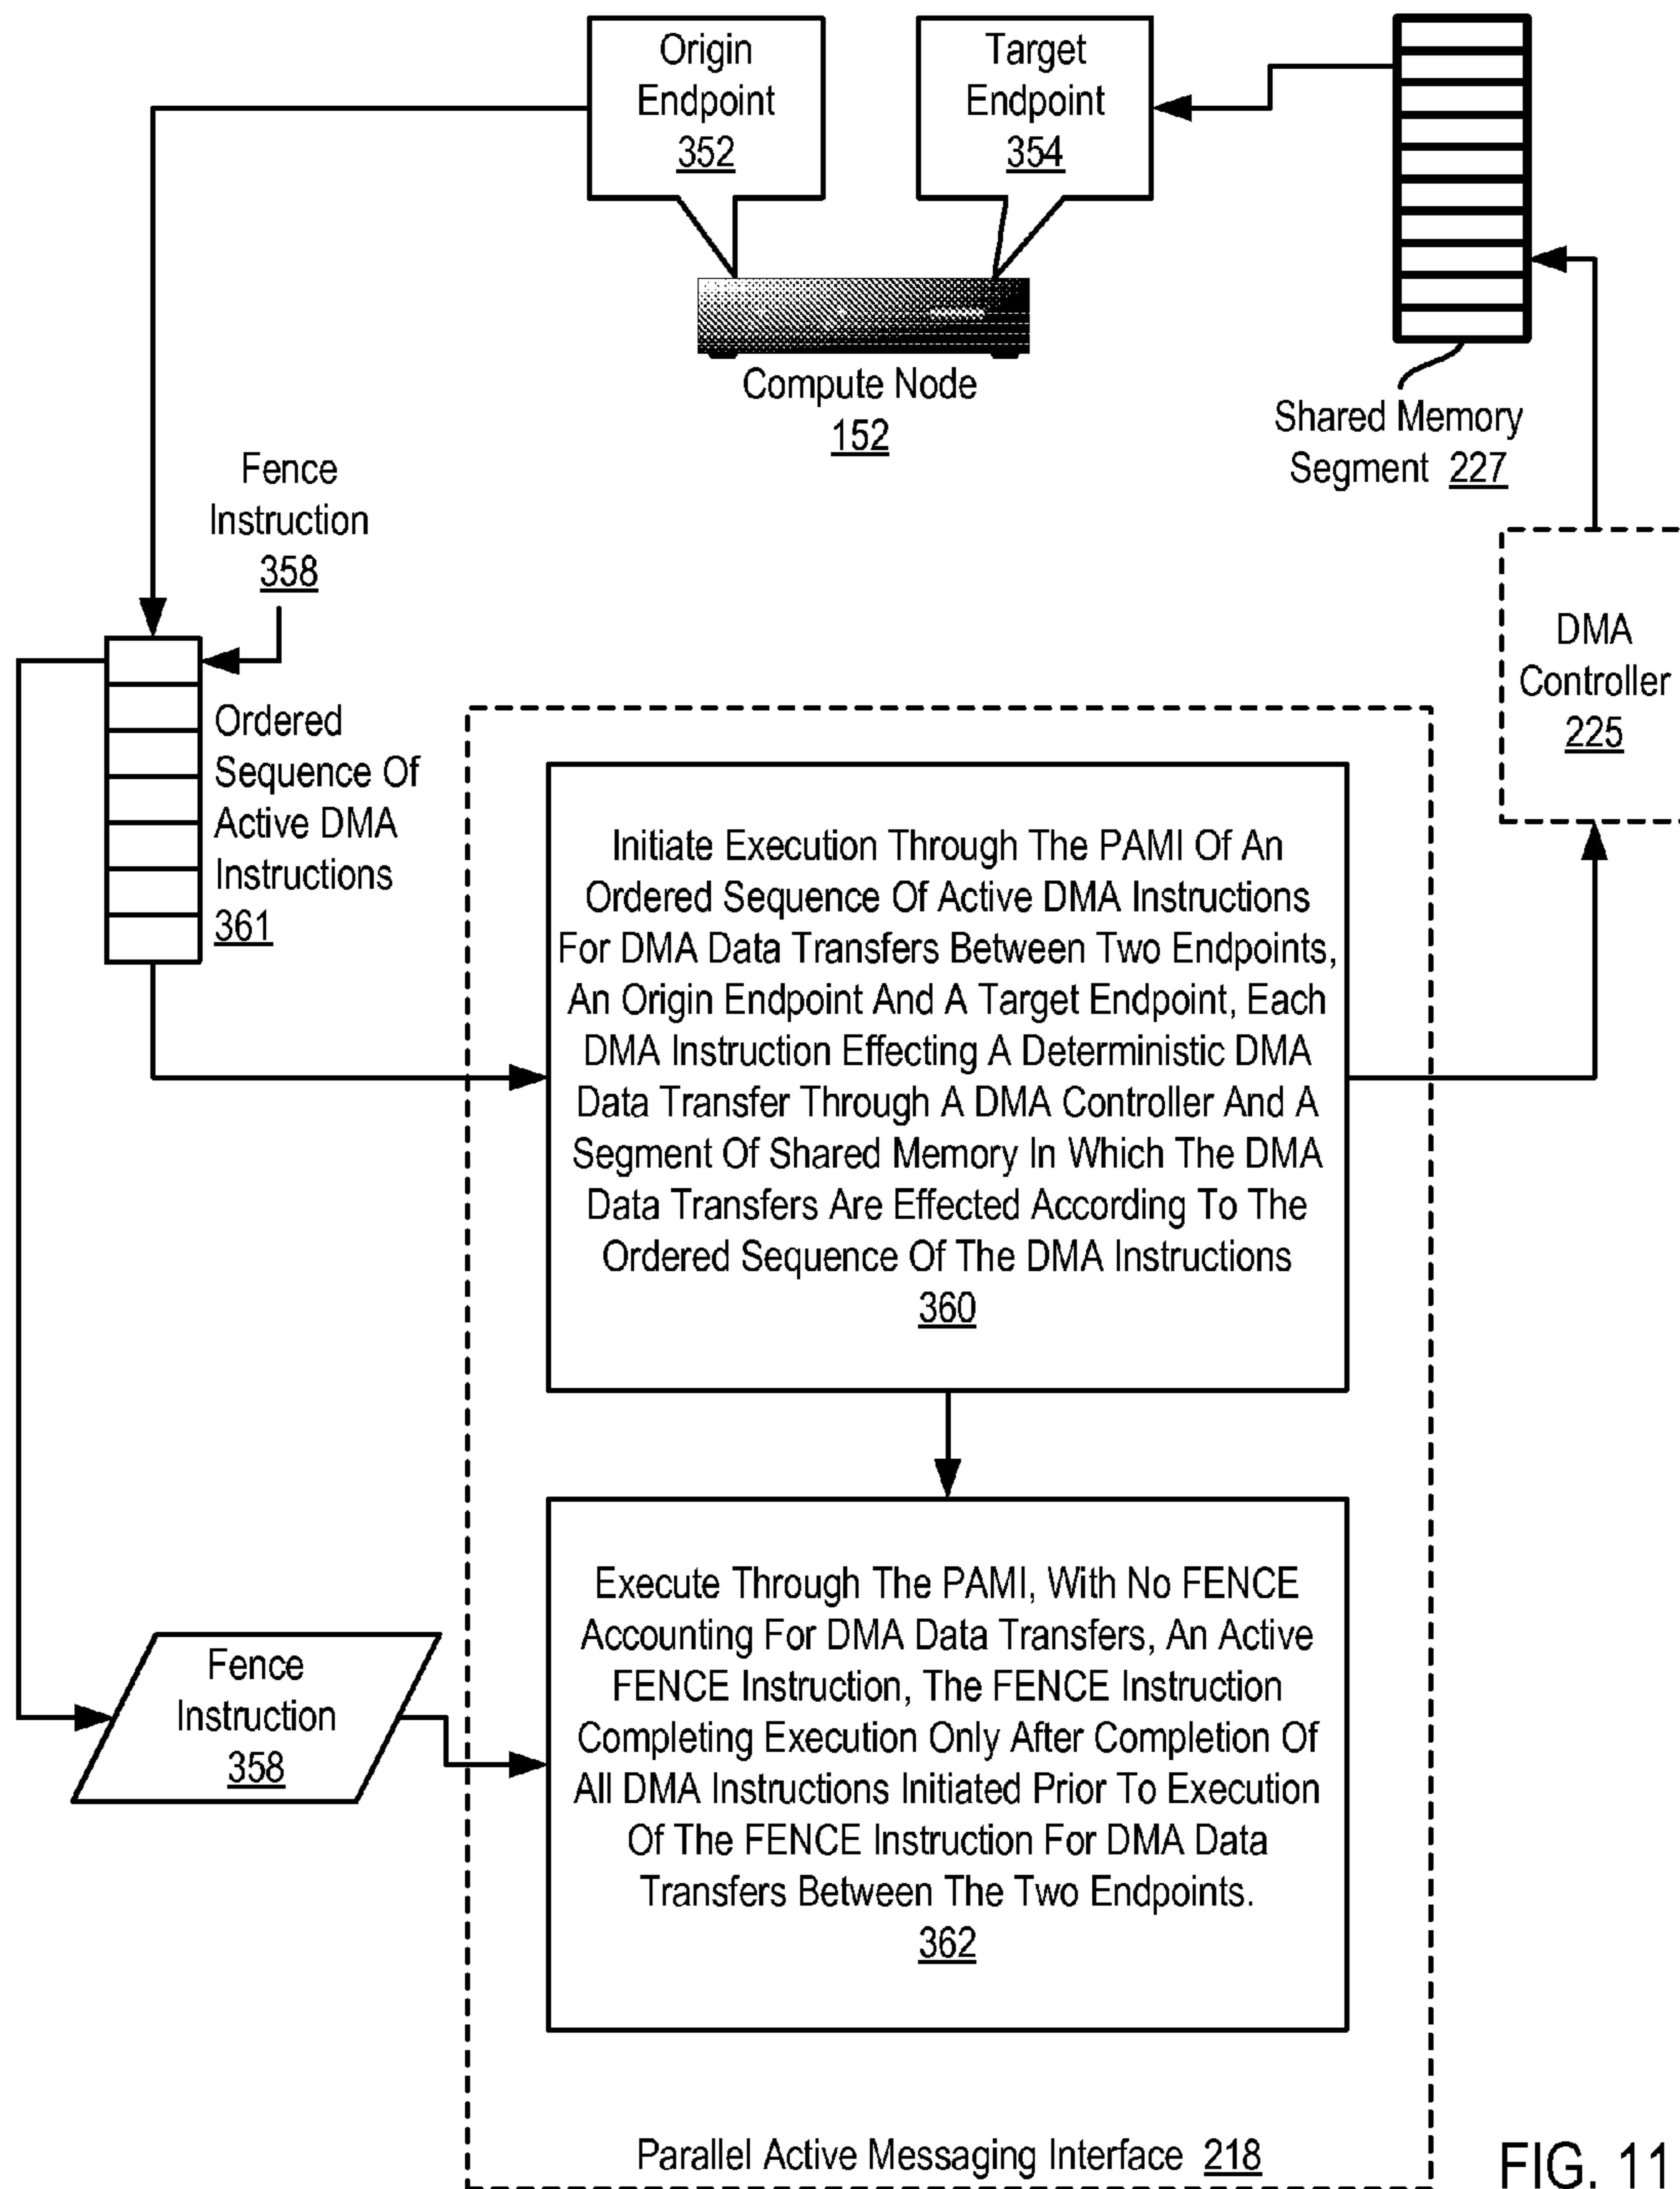 Origin
Endpoint
352
Target
Endpoint
354
Compute Node
152
Shared Memory
Segment 227
Fence
Instruction
358
DMA
Controller
225
Ordered
Sequence Of
Active DMA
Instructions
361
Initiate Execution Through The PAMI Of An
Ordered Sequence Of Active DMA Instructions
For DMA Data Transfers Between Two Endpoints,
An Origin Endpoint And A Target Endpoint, Each
DMA Instruction Effecting A Deterministic DMA
Data Transfer Through A DMA Controller And A
Segment Of Shared Memory In Which The DMA
Data Transfers Are Effected According To The
Ordered Sequence Of The DMA Instructions
360
Execute Through The PAMI, With No FENCE
Accounting For DMA Data Transfers, An Active
FENCE Instruction, The FENCE Instruction
Completing Execution Only After Completion Of
All DMA Instructions Initiated Prior To Execution
Of The FENCE Instruction For DMA Data
Transfers Between The Two Endpoints.
362
Fence
Instruction
358
Parallel Active Messaging Interface 218
FIG. 11